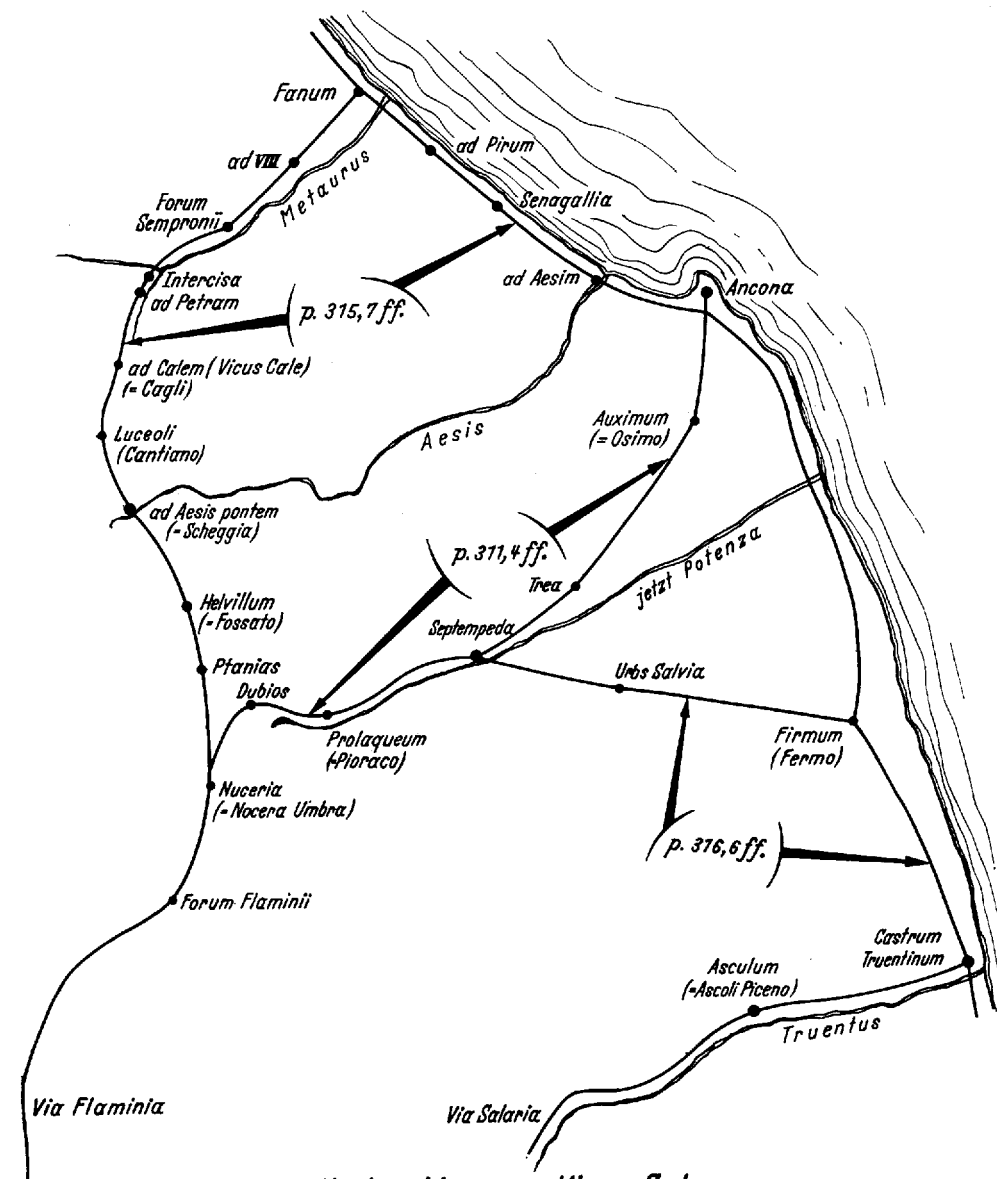 Fanum
ad Pirum
ad VIII
Metaurus
Senagallia
Forum
Sempronii
Intercisa
ad Petram
ad Aesim
Ancona
p. 315,7 ff.
ad Calem (Vicus Cale)
(= Cagli)
Luceoli
(Cantiano)
Aesis
Auximum
(= Osimo)
ad Aesis pontem
(= Scheggia)
p. 311,4 ff.
jetzt Potenza
Trea
Helvillum
(= Fossato)
Septempeda
Ptanias
Dubios
Urbs Salvia
Prolaqueum
(=Pioraco)
Firmum
(Fermo)
Nuceria
(= Nocera Umbra)
p. 316,6 ff.
Forum Flaminii
Castrum
Truentinum
Asculum
(=Ascoli Piceno)
Truentus
Via Flaminia
Via Salaria